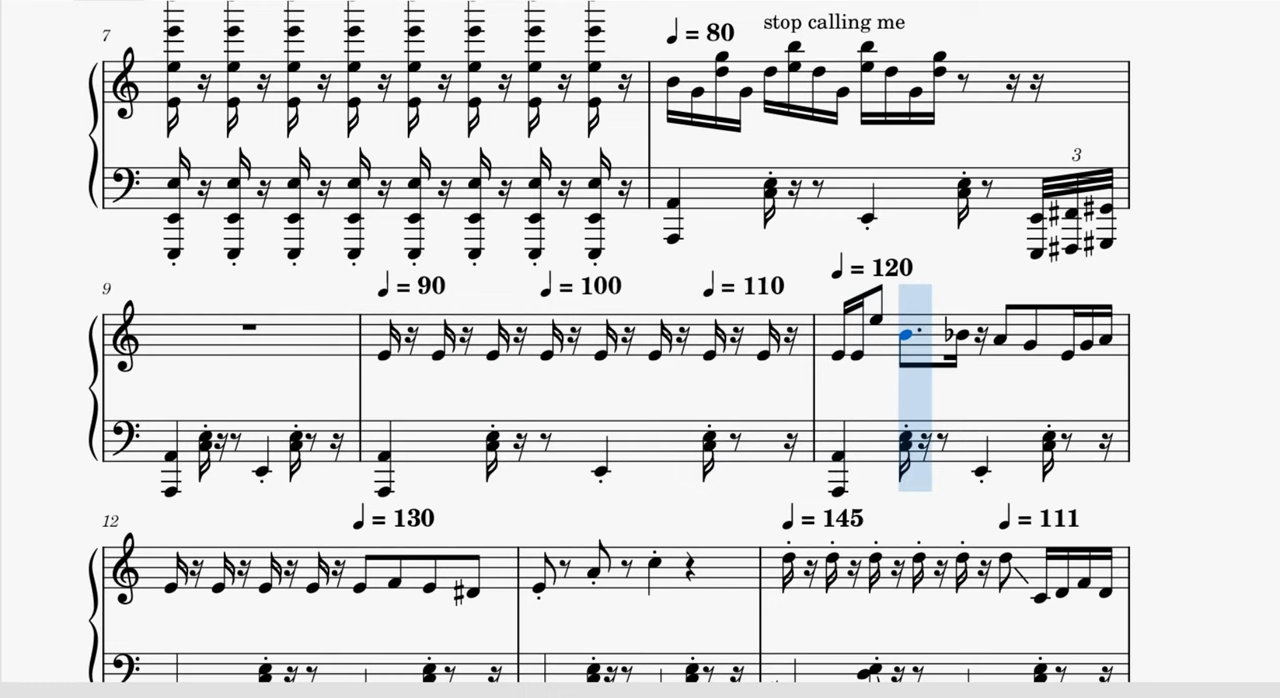 7
♩ = 80
stop calling me
3
9
♩ = 90
♩ = 100
♩ = 110
♩ = 120
12
♩ = 130
♩ = 145
♩ = 111